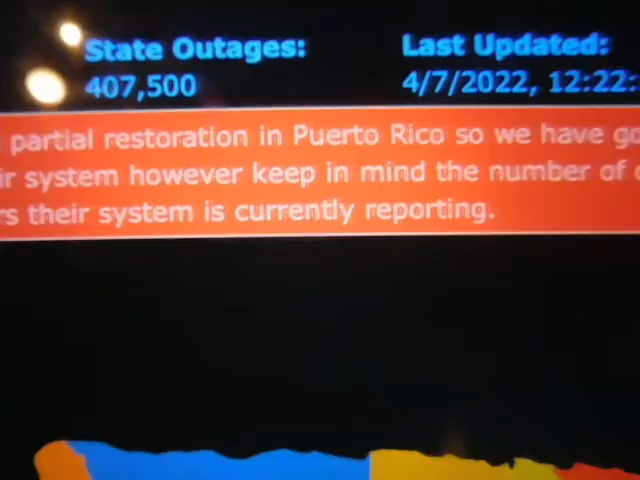 State Outages:
Last Updated:
407,500
4/7/2022, 12:22:
partial restoration in Puerto Rico so we have
system however keep in mind the number of
their system is currently reporting.